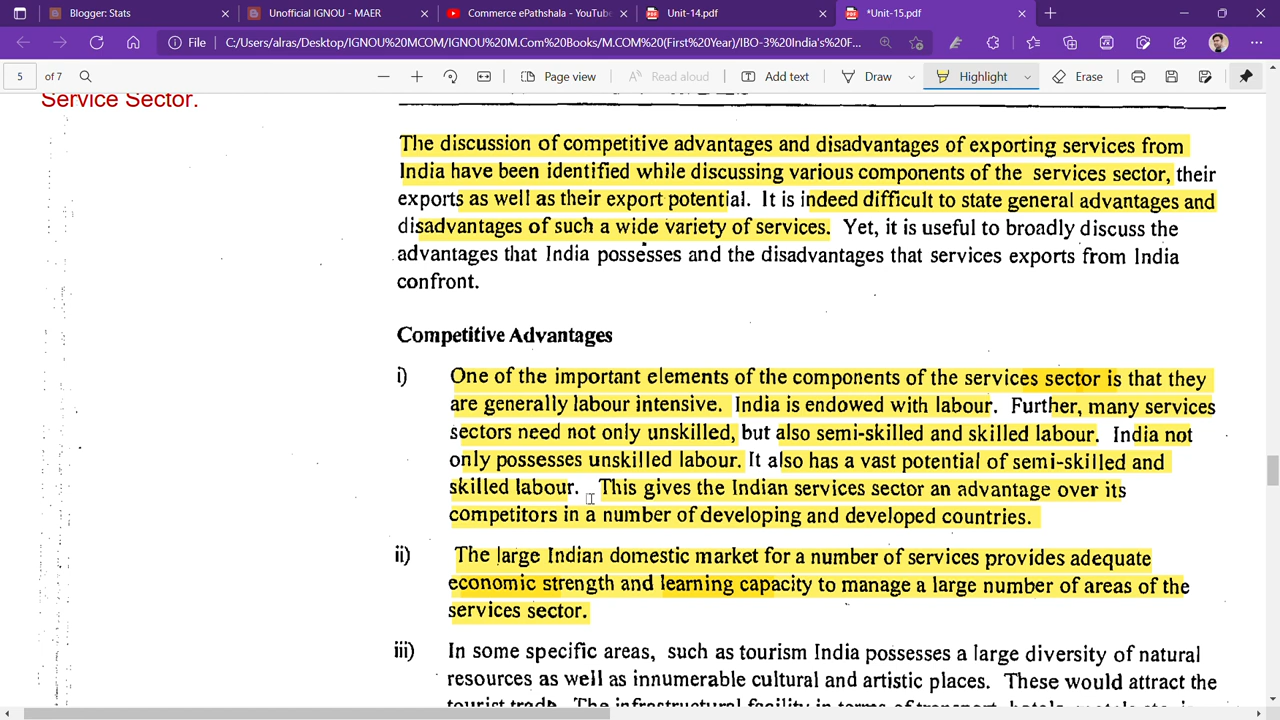 Blogger: Stats
Unofficial IGNOU - MAER
Commerce ePathshala - YouTube
Unit-14.pdf
*Unit-15.pdf
File
C:/Users/alras/Desktop/IGNOU%20MCOM/IGNOU%20M.Com%20Books/M.COM%20(First%20Year)/IBO-3%20India's%20F...
5 of 7
Page view
Read aloud
Add text
Draw
Highlight
Erase
Service Sector.
The discussion of competitive advantages and disadvantages of exporting services from
India have been identified while discussing various components of the services sector, their
exports as well as their export potential. It is indeed difficult to state general advantages and
disadvantages of such a wide variety of services. Yet, it is useful to broadly discuss the
advantages that India possesses and the disadvantages that services exports from India
confront.
Competitive Advantages
i) One of the important elements of the components of the services sector is that they
are generally labour intensive. India is endowed with labour. Further, many services
sectors need not only unskilled, but also semi-skilled and skilled labour. India not
only possesses unskilled labour. It also has a vast potential of semi-skilled and
skilled labour. This gives the Indian services sector an advantage over its
competitors in a number of developing and developed countries.
ii) The large Indian domestic market for a number of services provides adequate
economic strength and learning capacity to manage a large number of areas of the
services sector.
iii) In some specific areas, such as tourism India possesses a large diversity of natural
resources as well as innumerable cultural and artistic places. These would attract the
tourist trade. The infrastructural facility in terms of transport, hotels